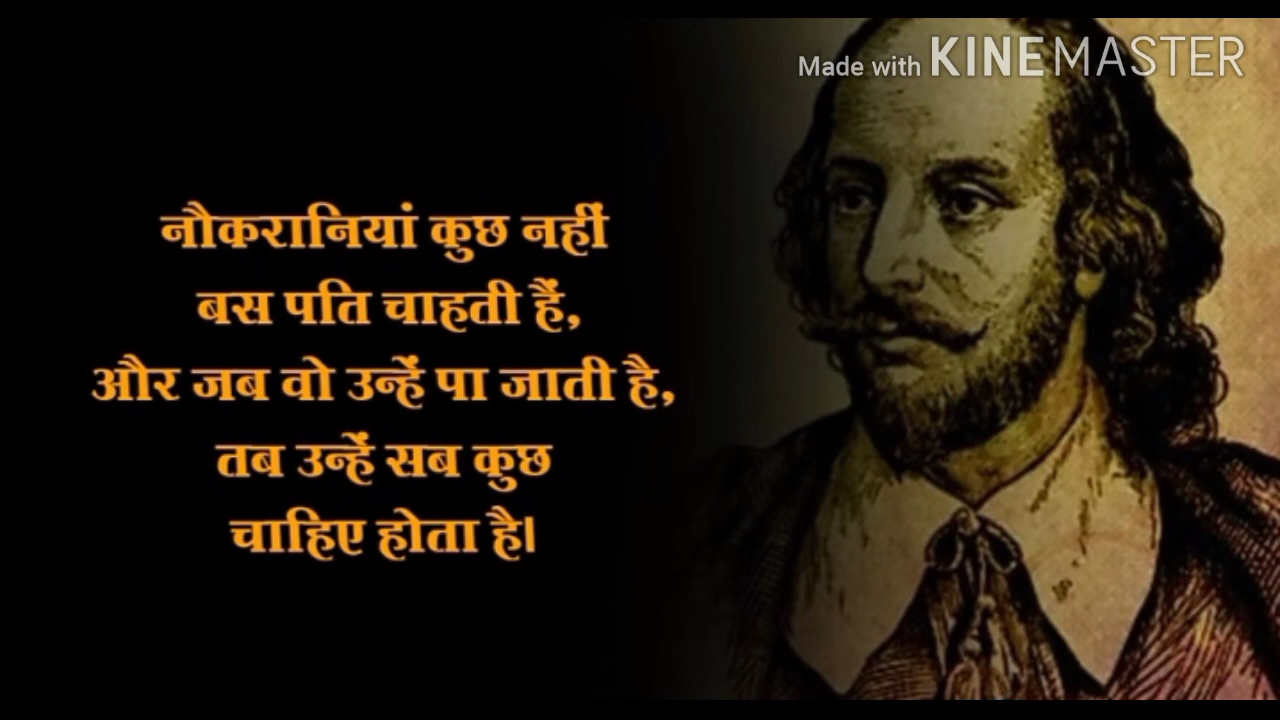 Made with KINEMASTER
नौकरानियां कुछ नहीं
बस पति चाहती हैं,
और जब वो उन्हें पा जाती है,
तब उन्हें सब कुछ
चाहिए होता है।